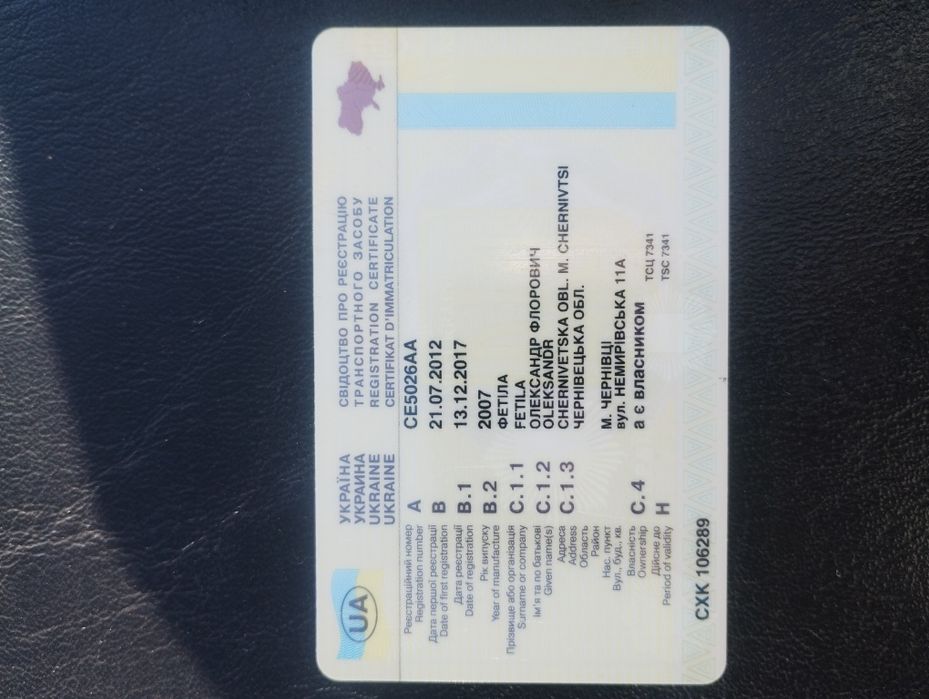 UA
УКРАЇНА СВІДОЦТВО ПРО РЕЄСТРАЦІЮ
УКРАИНА ТРАНСПОРТНОГО ЗАСОБУ
UKRAINE REGISTRATION CERTIFICATE
UKRAINE CERTIFIKAT D'IMMATRICULATION
Реєстраційний номер A CE5026AA
Registration number
Дата першої реєстрації B 21.07.2012
Date of first registration
Дата реєстрації B.1 13.12.2017
Date of registration
Рік випуску B.2 2007
Year of manufacture ФЕТІЛА
Прізвище або організація C.1.1 FETILA
Surname or company ОЛЕКСАНДР ФЛОРОВИЧ
Ім'я та по батькові C.1.2 OLEKSANDR
Given name(s)
Адреса C.1.3 CHERNIVETSKA OBL. M. CHERNIVTSI
Address ЧЕРНІВЕЦЬКА ОБЛ.
Область
Район
Нас. пункт М. ЧЕРНІВЦІ
Вул., буд., кв. вул. НЕМИРІВСЬКА 11А
Власність C.4 а є власником
Ownership
Дійсне до H ТСЦ 7341
Period of validity TSC 7341
СХК 106289